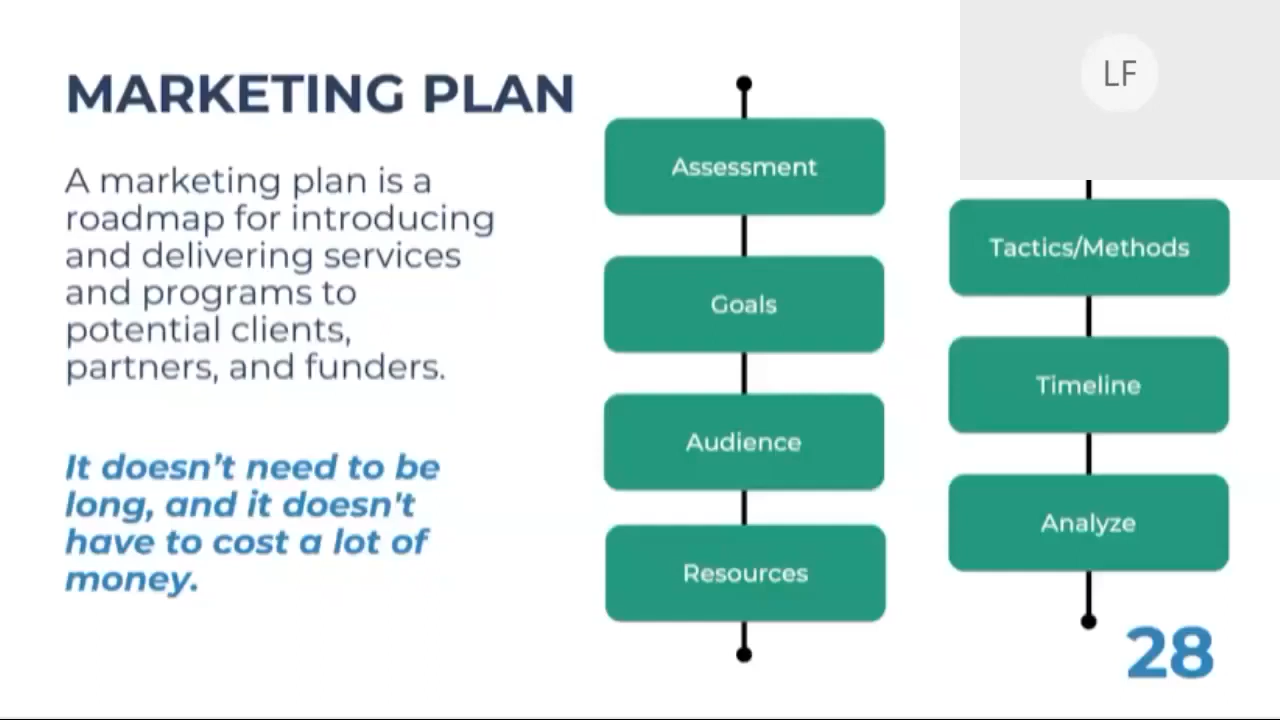 MARKETING PLAN
A marketing plan is a
roadmap for introducing
and delivering services
and programs to
potential clients,
partners, and funders.
It doesn’t need to be
long, and it doesn't
have to cost a lot of
money.
Assessment
Goals
Audience
Resources
LF
Tactics/Methods
Timeline
Analyze
28